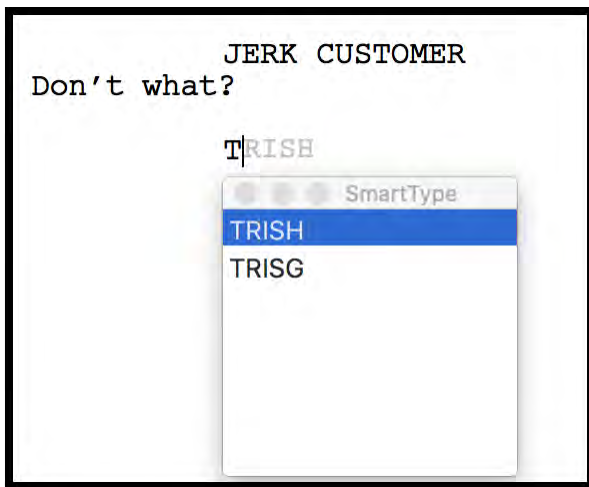 JERK CUSTOMER
Don't what?
TRISH
SmartType
TRISH
TRISG